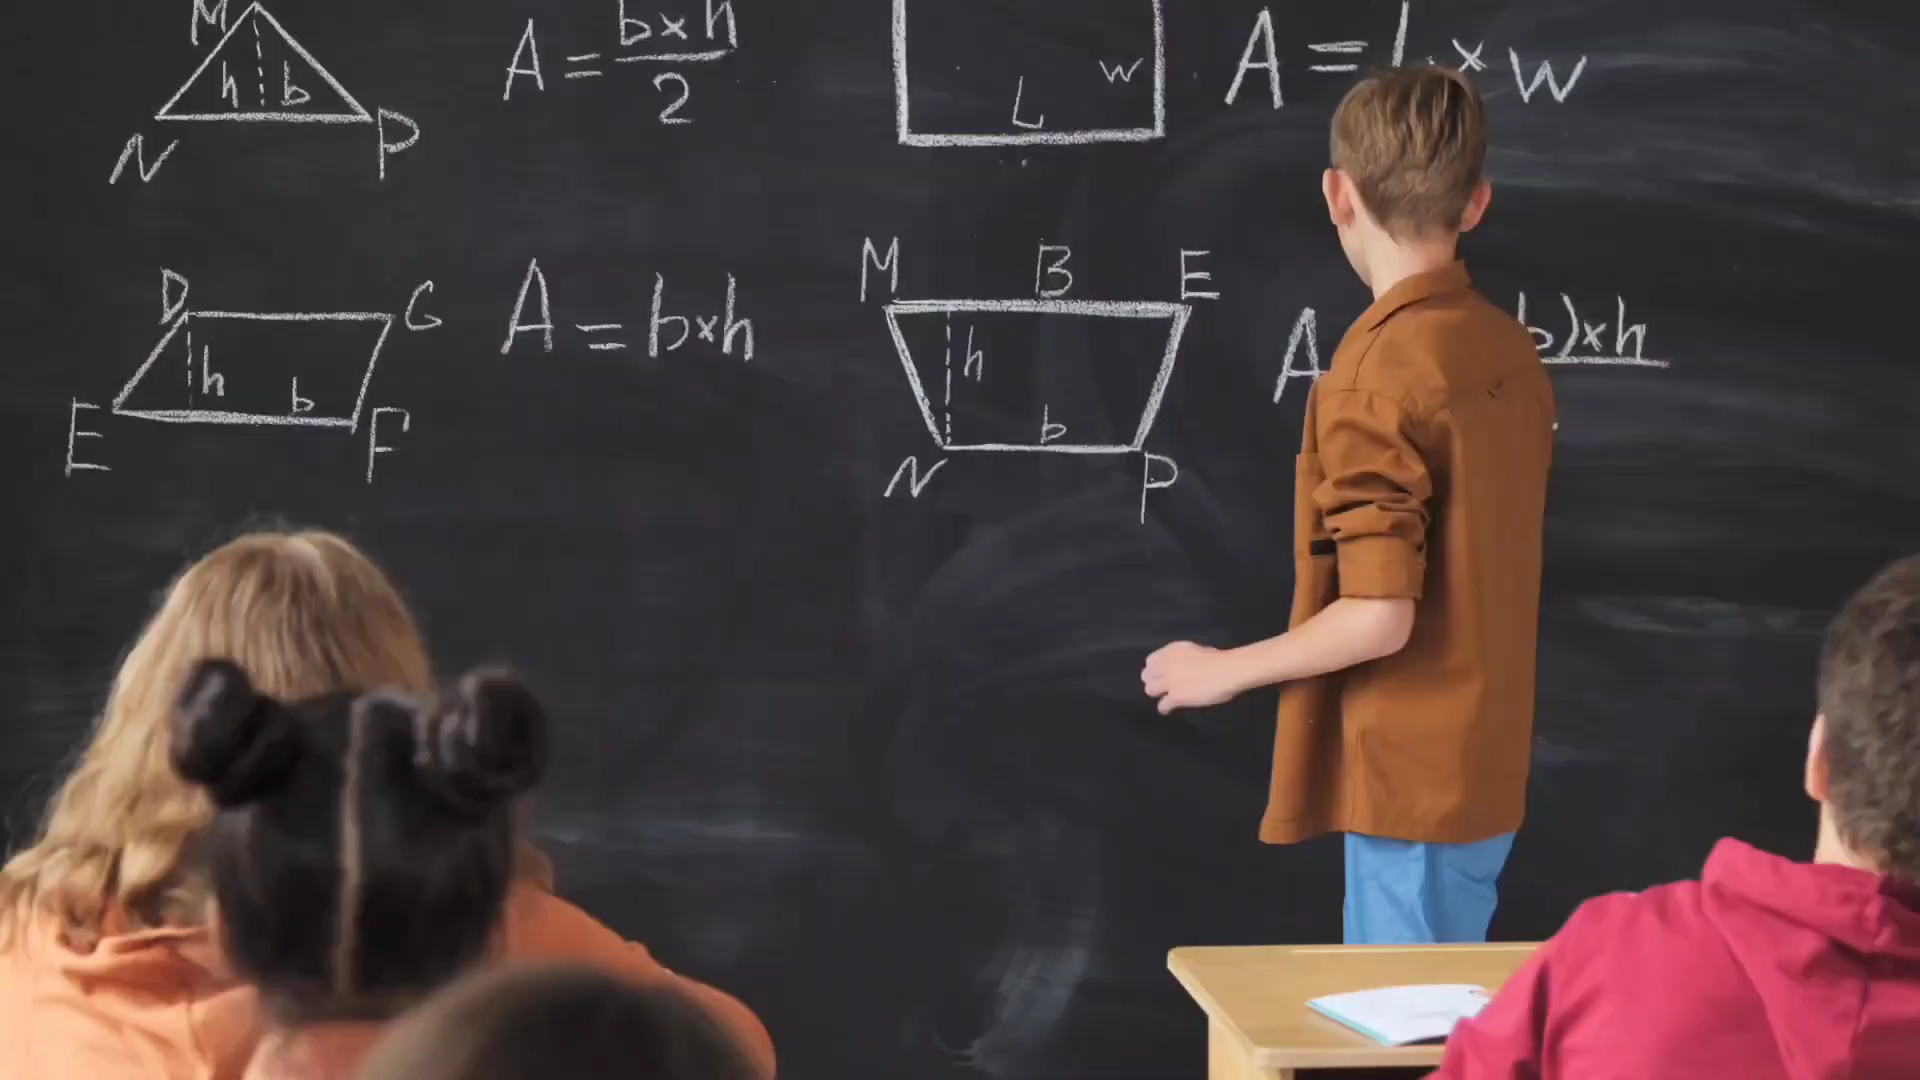 M
h b
N P
A = b×h
2
L w
A = L × w
D G
h b
E F
A = b×h
M B E
h
b
N P
A b)×h